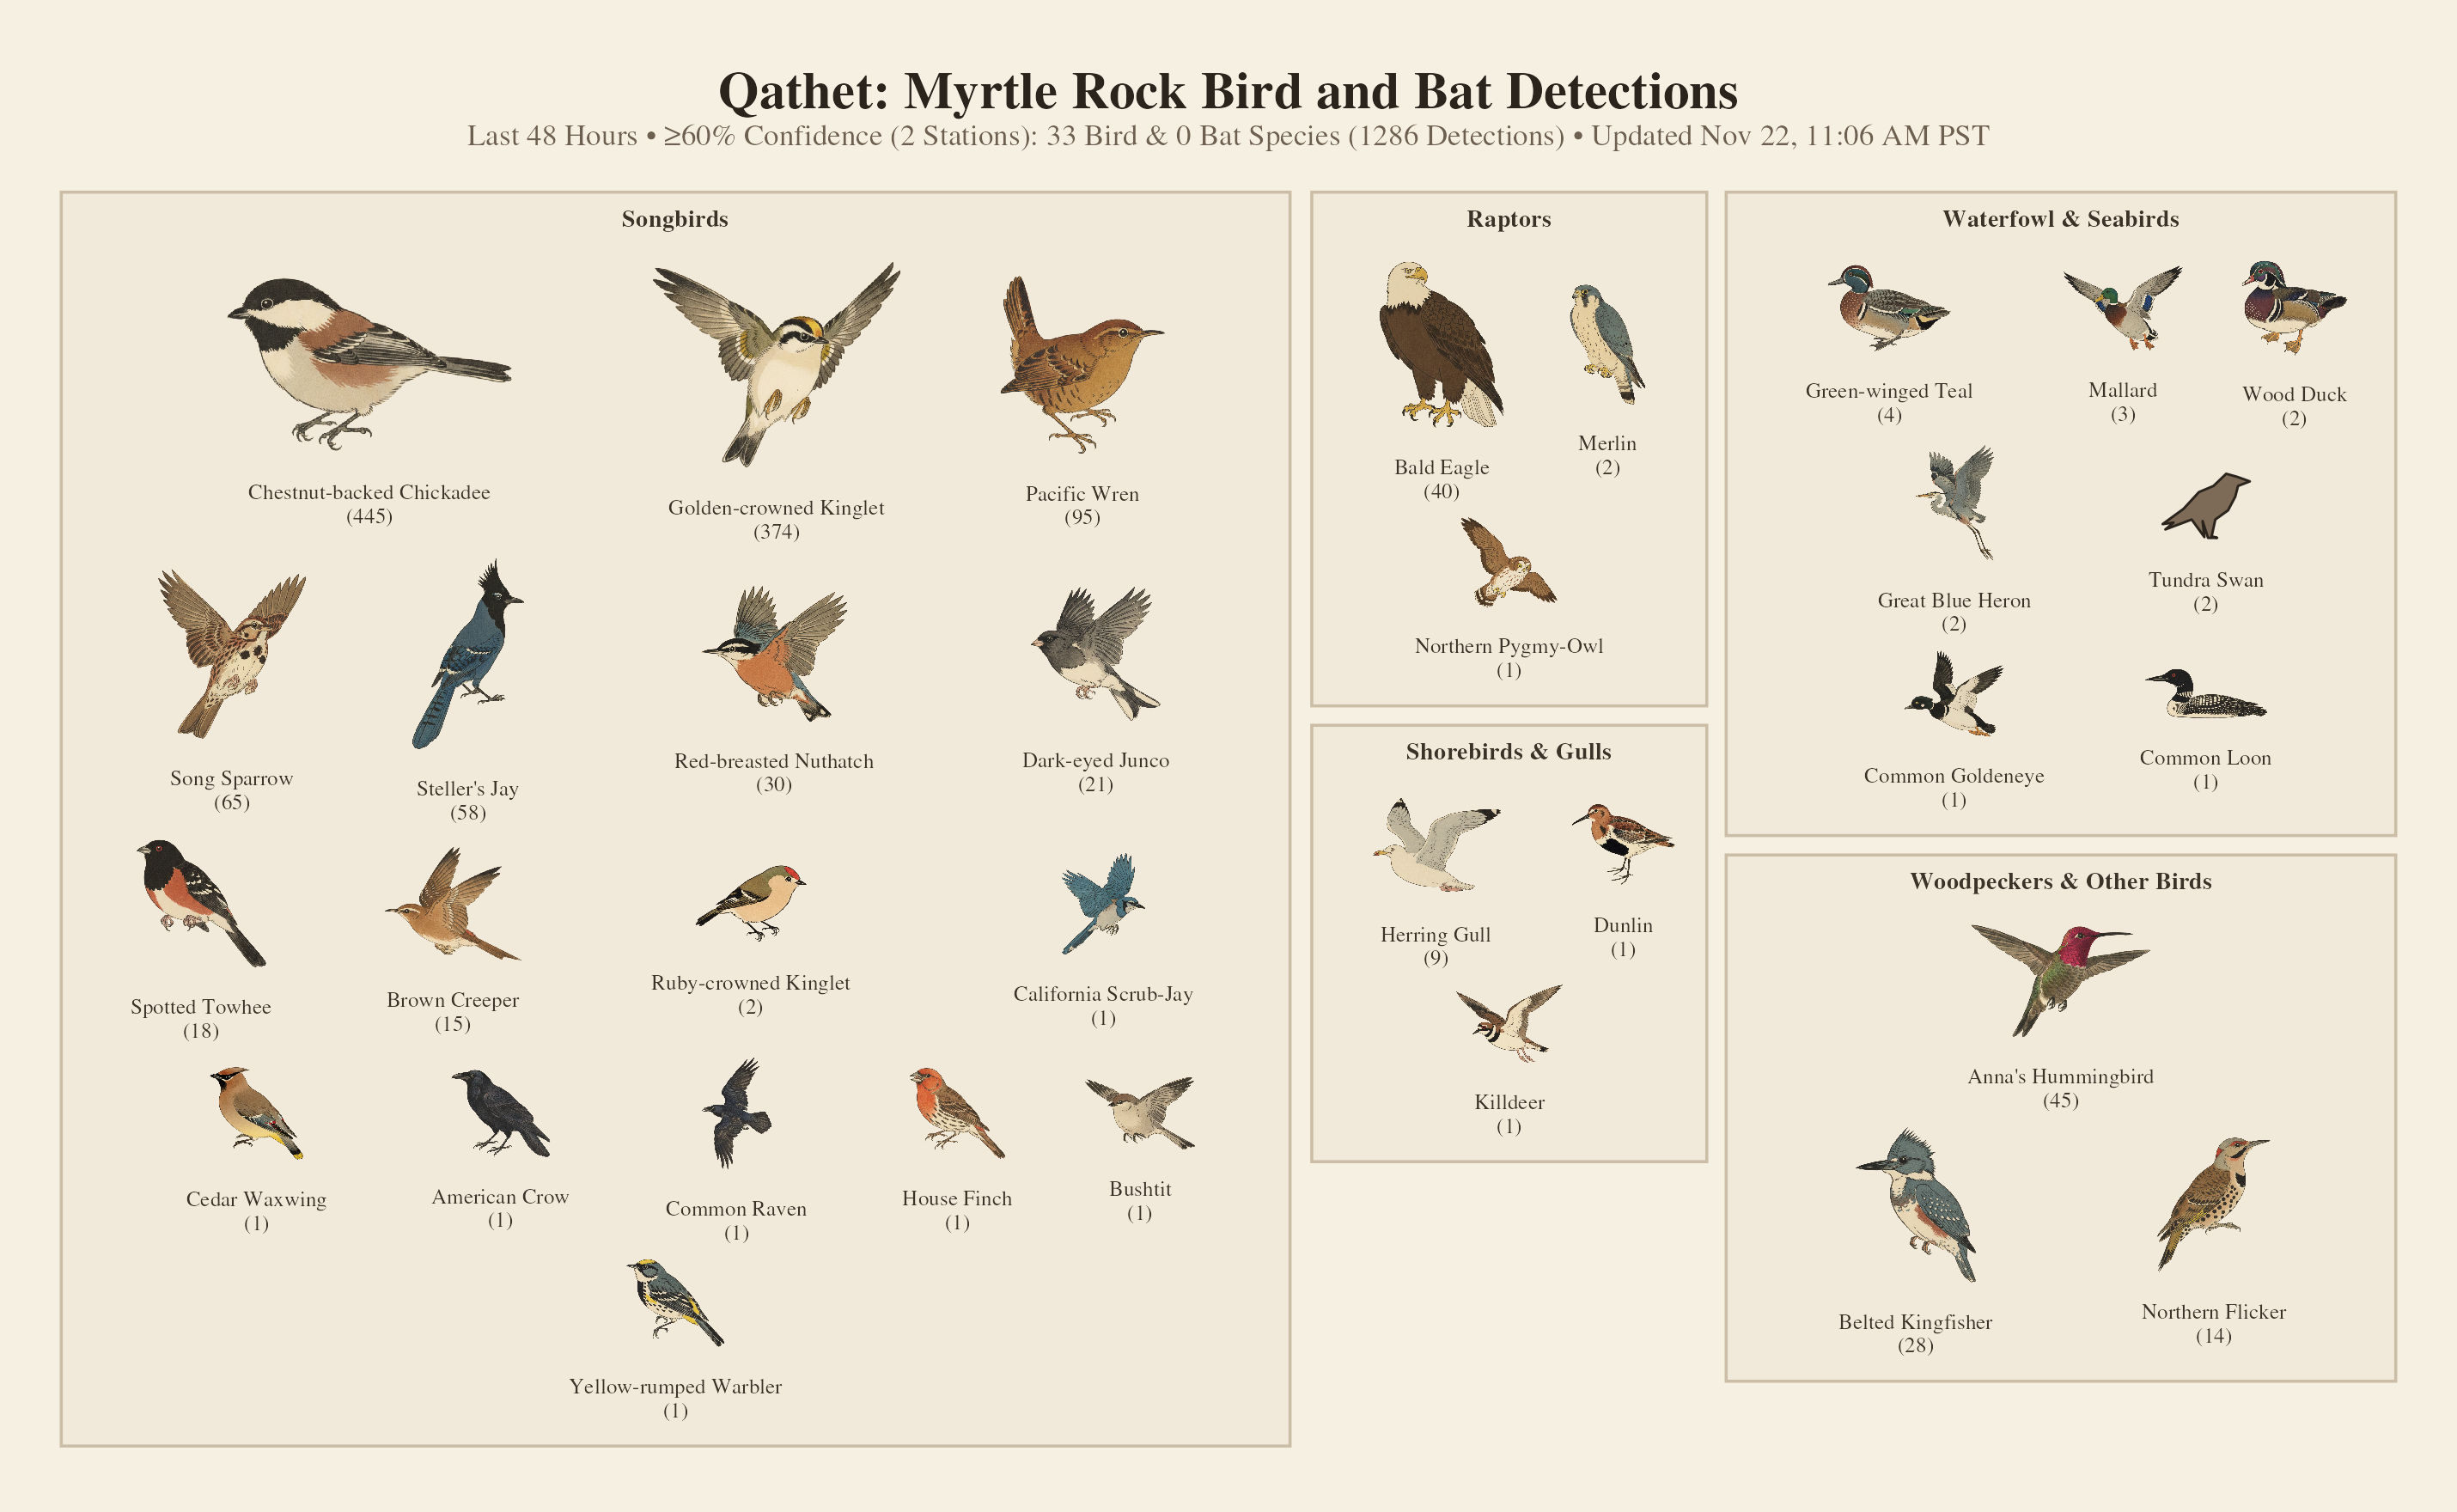 Qathet: Myrtle Rock Bird and Bat Detections
Last 48 Hours • ≥60% Confidence (2 Stations): 33 Bird & 0 Bat Species (1286 Detections) • Updated Nov 22, 11:06 AM PST
Songbirds
Chestnut-backed Chickadee
(445)
Golden-crowned Kinglet
(374)
Pacific Wren
(95)
Song Sparrow
(65)
Steller's Jay
(58)
Red-breasted Nuthatch
(30)
Dark-eyed Junco
(21)
Spotted Towhee
(18)
Brown Creeper
(15)
Ruby-crowned Kinglet
(2)
California Scrub-Jay
(1)
Cedar Waxwing
(1)
American Crow
(1)
Common Raven
(1)
House Finch
(1)
Bushtit
(1)
Yellow-rumped Warbler
(1)
Raptors
Bald Eagle
(40)
Merlin
(2)
Northern Pygmy-Owl
(1)
Shorebirds & Gulls
Herring Gull
(9)
Dunlin
(1)
Killdeer
(1)
Waterfowl & Seabirds
Green-winged Teal
(4)
Mallard
(3)
Wood Duck
(2)
Great Blue Heron
(2)
Tundra Swan
(2)
Common Goldeneye
(1)
Common Loon
(1)
Woodpeckers & Other Birds
Anna's Hummingbird
(45)
Belted Kingfisher
(28)
Northern Flicker
(14)